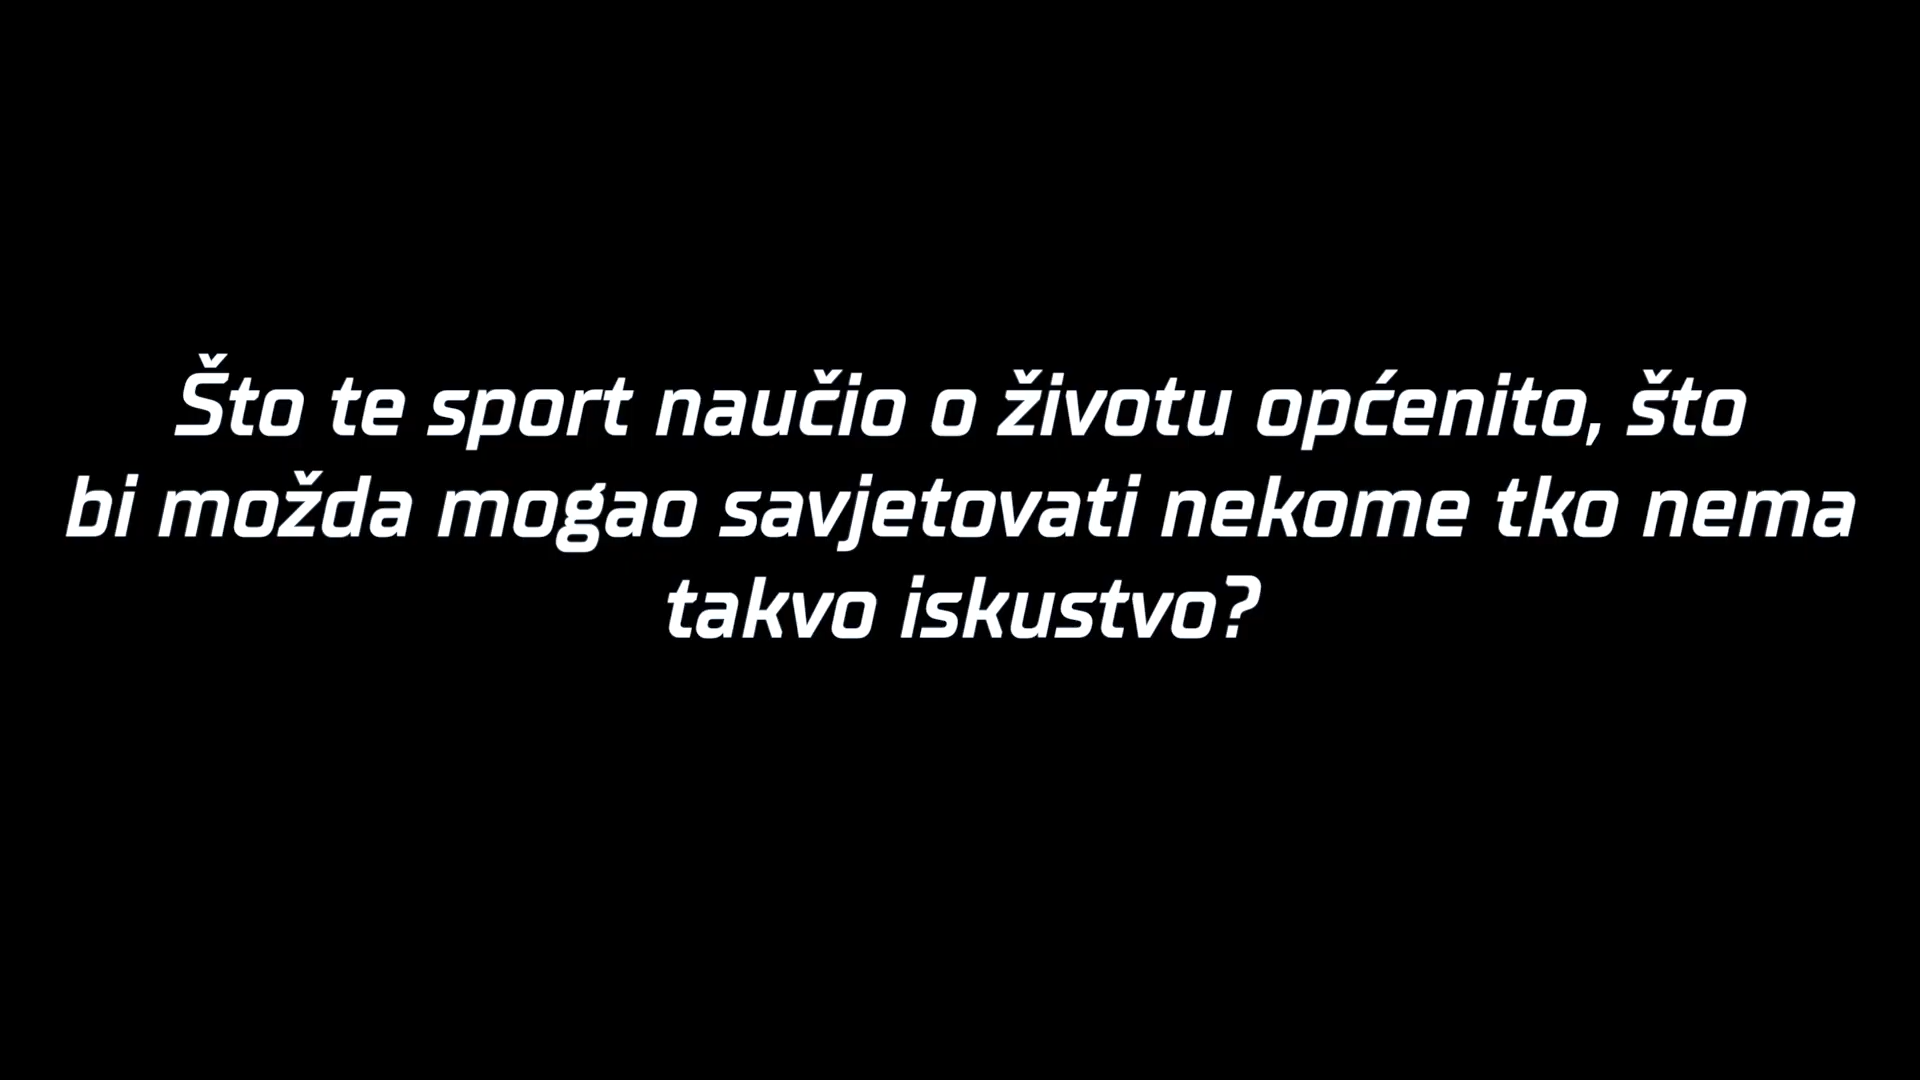 Što te sport naučio o životu općenito, što
bi možda mogao savjetovati nekome tko nema
takvo iskustvo?